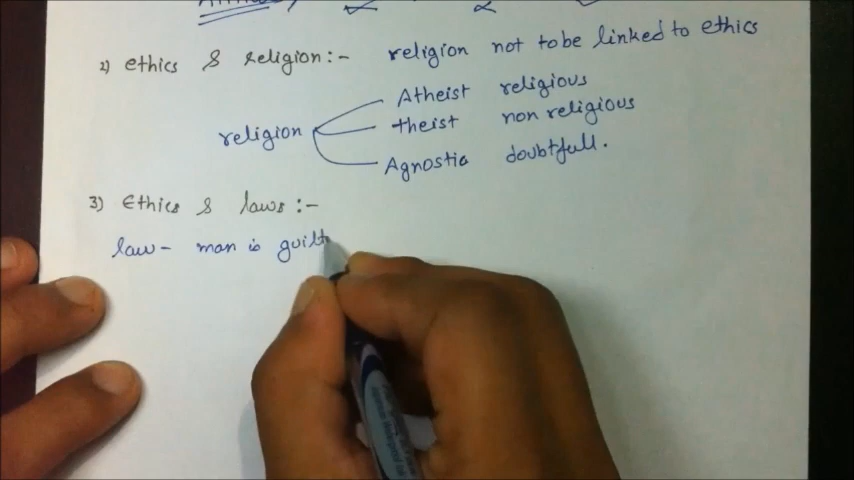 2) ethics & religion:- religion not to be linked to ethics
Atheist religious
religion theist non religious
Agnostic doubtfull.
3) Ethics & laws:-
law- man is guilt